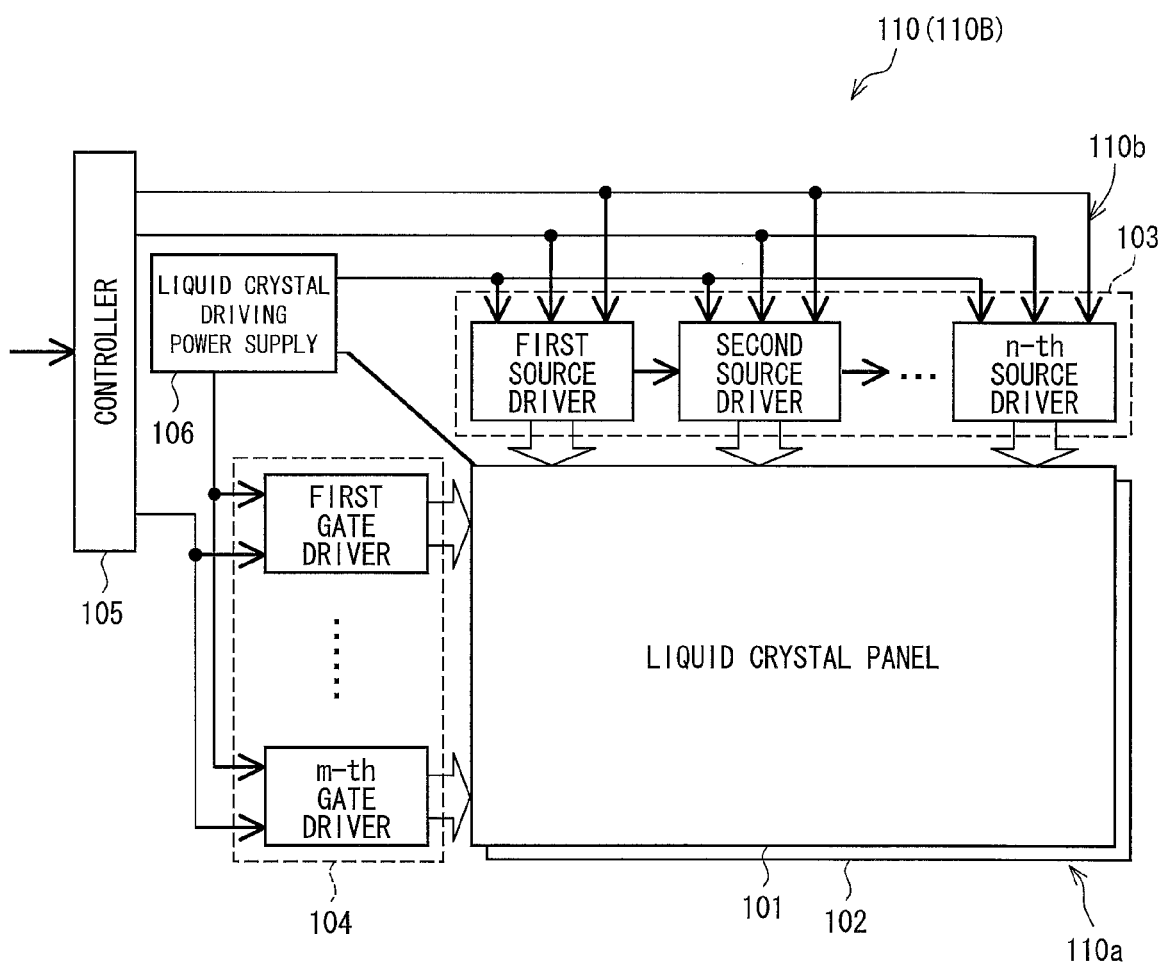 110(110B)
110b
103
CONTROLLER
LIQUID CRYSTAL
DRIVING
POWER SUPPLY
106
FIRST
SOURCE
DRIVER
SECOND
SOURCE
DRIVER
...
n-th
SOURCE
DRIVER
FIRST
GATE
DRIVER
105
LIQUID CRYSTAL PANEL
m-th
GATE
DRIVER
104
101
102
110a